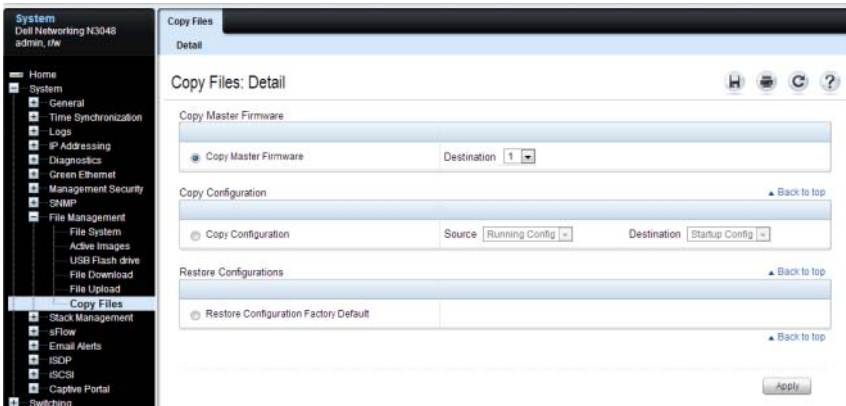 System
Dell Networking N3048
admin, r/w
Home
System
General
Time Synchronization
Logs
IP Addressing
Diagnostics
Green Ethernet
Management Security
SNMP
File Management
File System
Active Images
USB Flash drive
File Download
File Upload
Copy Files
Stack Management
sFlow
Email Alerts
ISDP
iSCSI
Captive Portal
Switching
Copy Files
Detail
Copy Files: Detail
?
Copy Master Firmware
Copy Master Firmware Destination 1
Copy Configuration Back to top
Copy Configuration Source Running Config Destination Startup Config
Restore Configurations Back to top
Restore Configuration Factory Default
Back to top
Apply